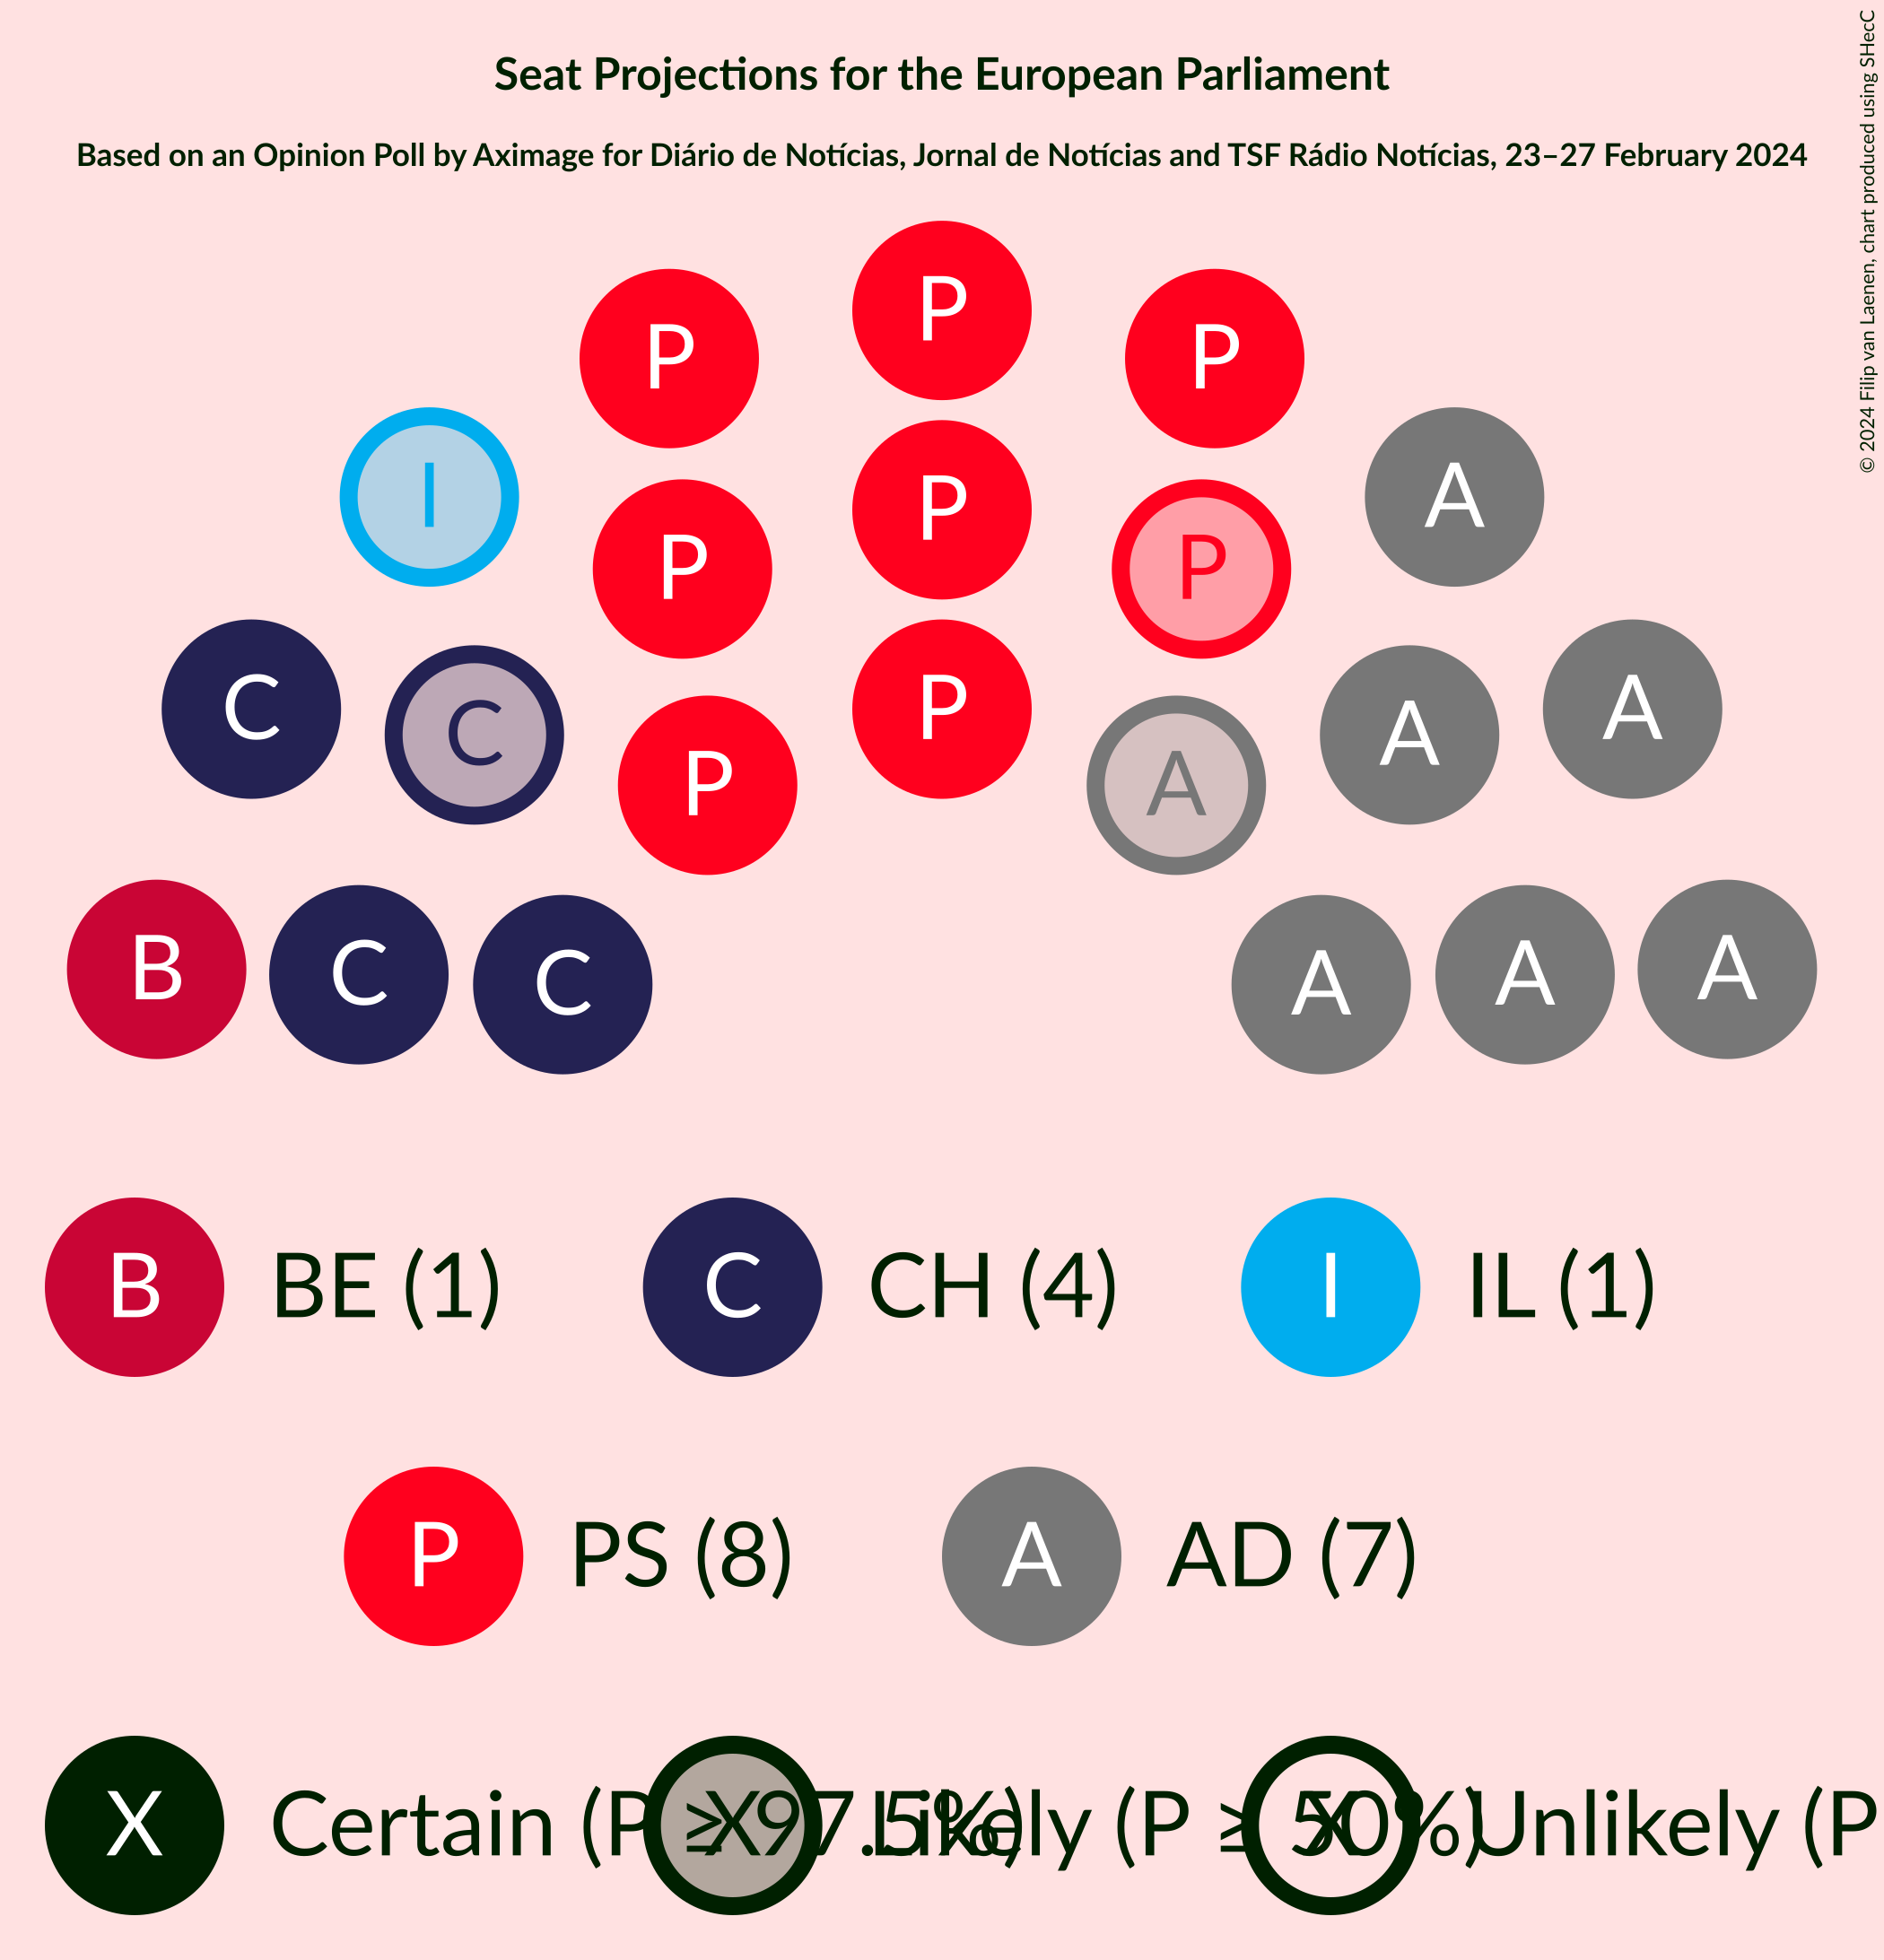 Seat Projections for the European Parliament
Based on an Opinion Poll by Aximage for Diário de Notícias, Jornal de Notícias and TSF Rádio Notícias, 23–27 February 2024
© 2024 Filip van Laenen, chart produced using SHecC
P
P P
I P A
P P
C P A
C P A A
P A
B C C A A A
B BE (1) C CH (4) I IL (1)
P PS (8) A AD (7)
X Certain (P ≥ 97.5%) X Likely (P ≥ 50%) X Unlikely (P